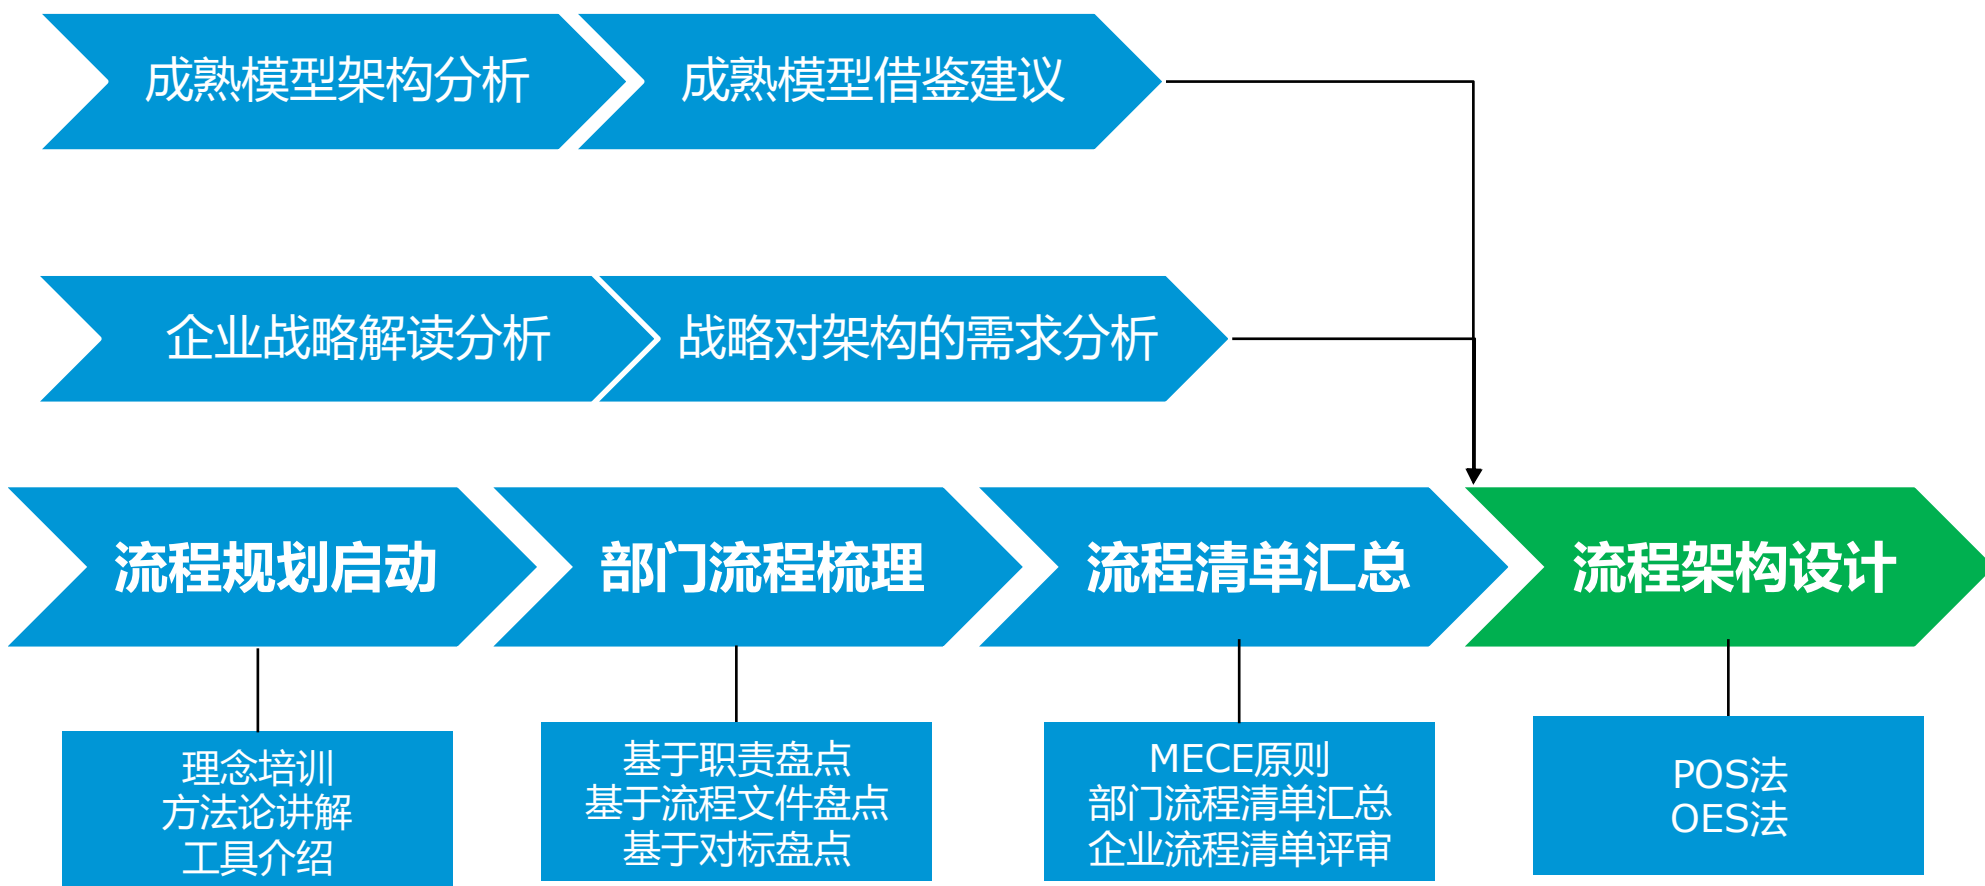 成熟模型架构分析
成熟模型借鉴建议
企业战略解读分析
战略对架构的需求分析
流程规划启动
部门流程梳理
流程清单汇总
流程架构设计
理念培训
方法论讲解
工具介绍
基于职责盘点
基于流程文件盘点
基于对标盘点
MECE原则
部门流程清单汇总
企业流程清单评审
POS法
OES法